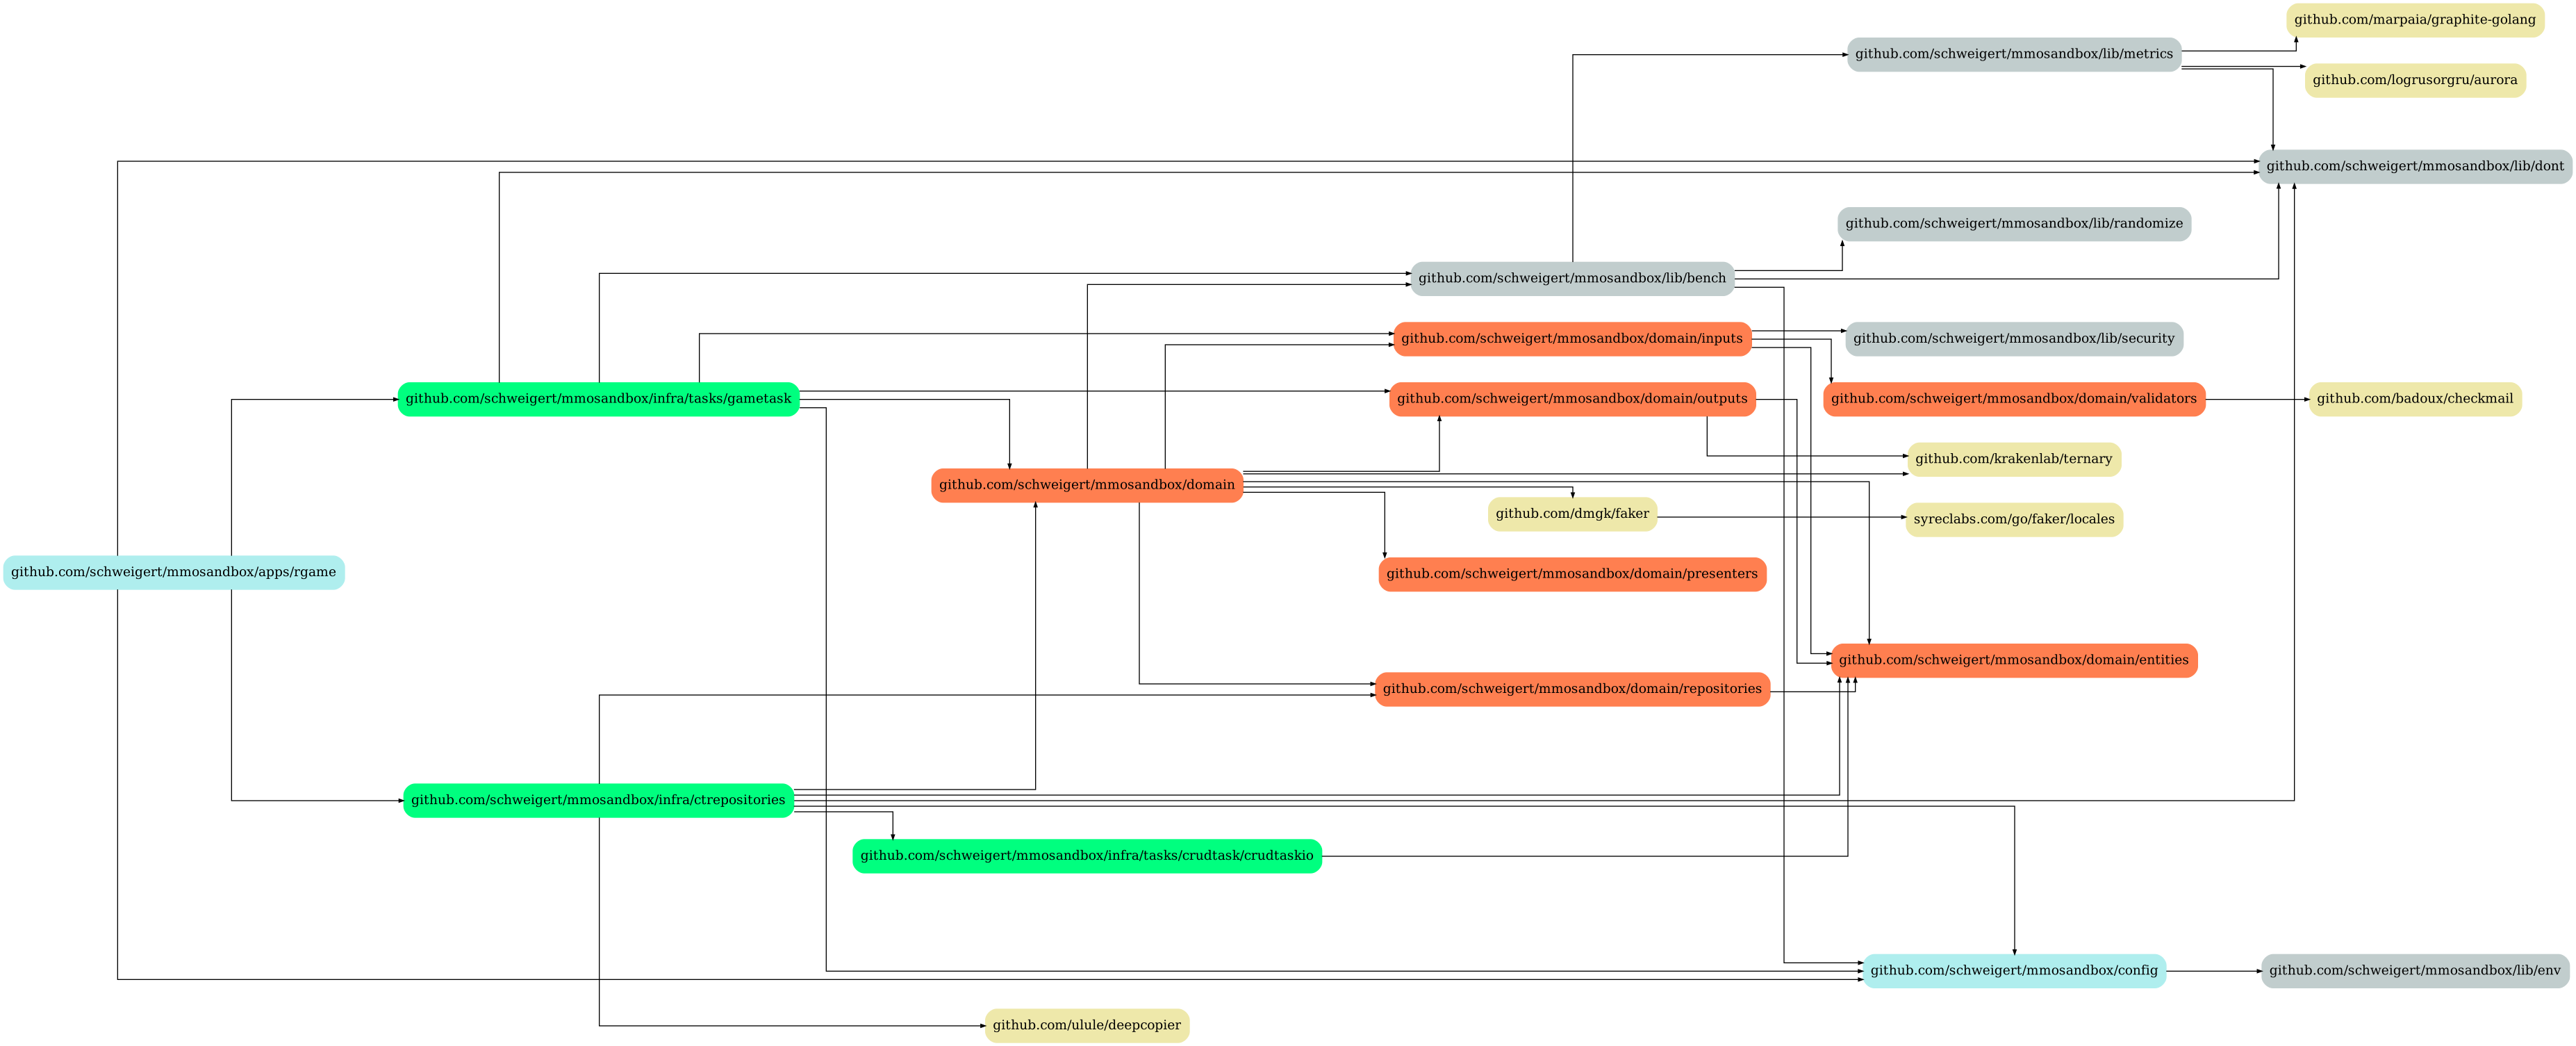 github.com/marpaia/graphite-golang
github.com/schweigert/mmosandbox/lib/metrics
github.com/logrusorgru/aurora
github.com/schweigert/mmosandbox/lib/dont
github.com/schweigert/mmosandbox/lib/randomize
github.com/schweigert/mmosandbox/lib/bench
github.com/schweigert/mmosandbox/domain/inputs
github.com/schweigert/mmosandbox/lib/security
github.com/schweigert/mmosandbox/infra/tasks/gametask
github.com/schweigert/mmosandbox/domain/outputs
github.com/schweigert/mmosandbox/domain/validators
github.com/badoux/checkmail
github.com/krakenlab/ternary
github.com/schweigert/mmosandbox/domain
github.com/dmgk/faker
syreclabs.com/go/faker/locales
github.com/schweigert/mmosandbox/apps/rgame
github.com/schweigert/mmosandbox/domain/presenters
github.com/schweigert/mmosandbox/domain/entities
github.com/schweigert/mmosandbox/domain/repositories
github.com/schweigert/mmosandbox/infra/ctrepositories
github.com/schweigert/mmosandbox/infra/tasks/crudtask/crudtaskio
github.com/schweigert/mmosandbox/config
github.com/schweigert/mmosandbox/lib/env
github.com/ulule/deepcopier